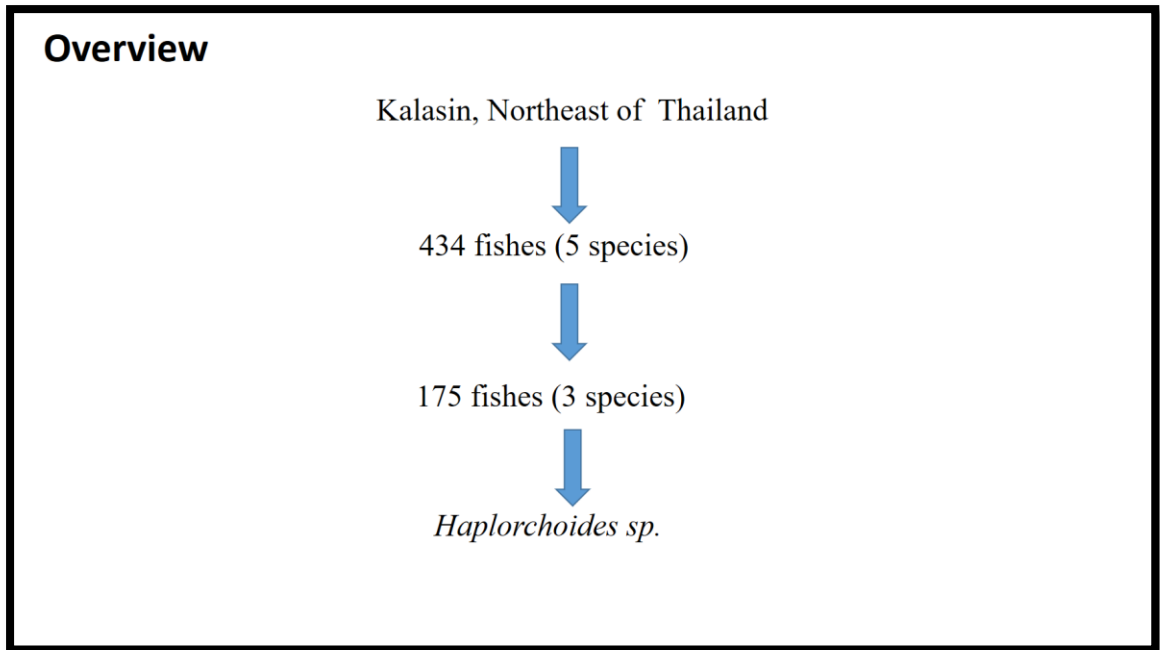 Overview
Kalasin, Northeast of Thailand
434 fishes (5 species)
175 fishes (3 species)
Haplorchoides sp.